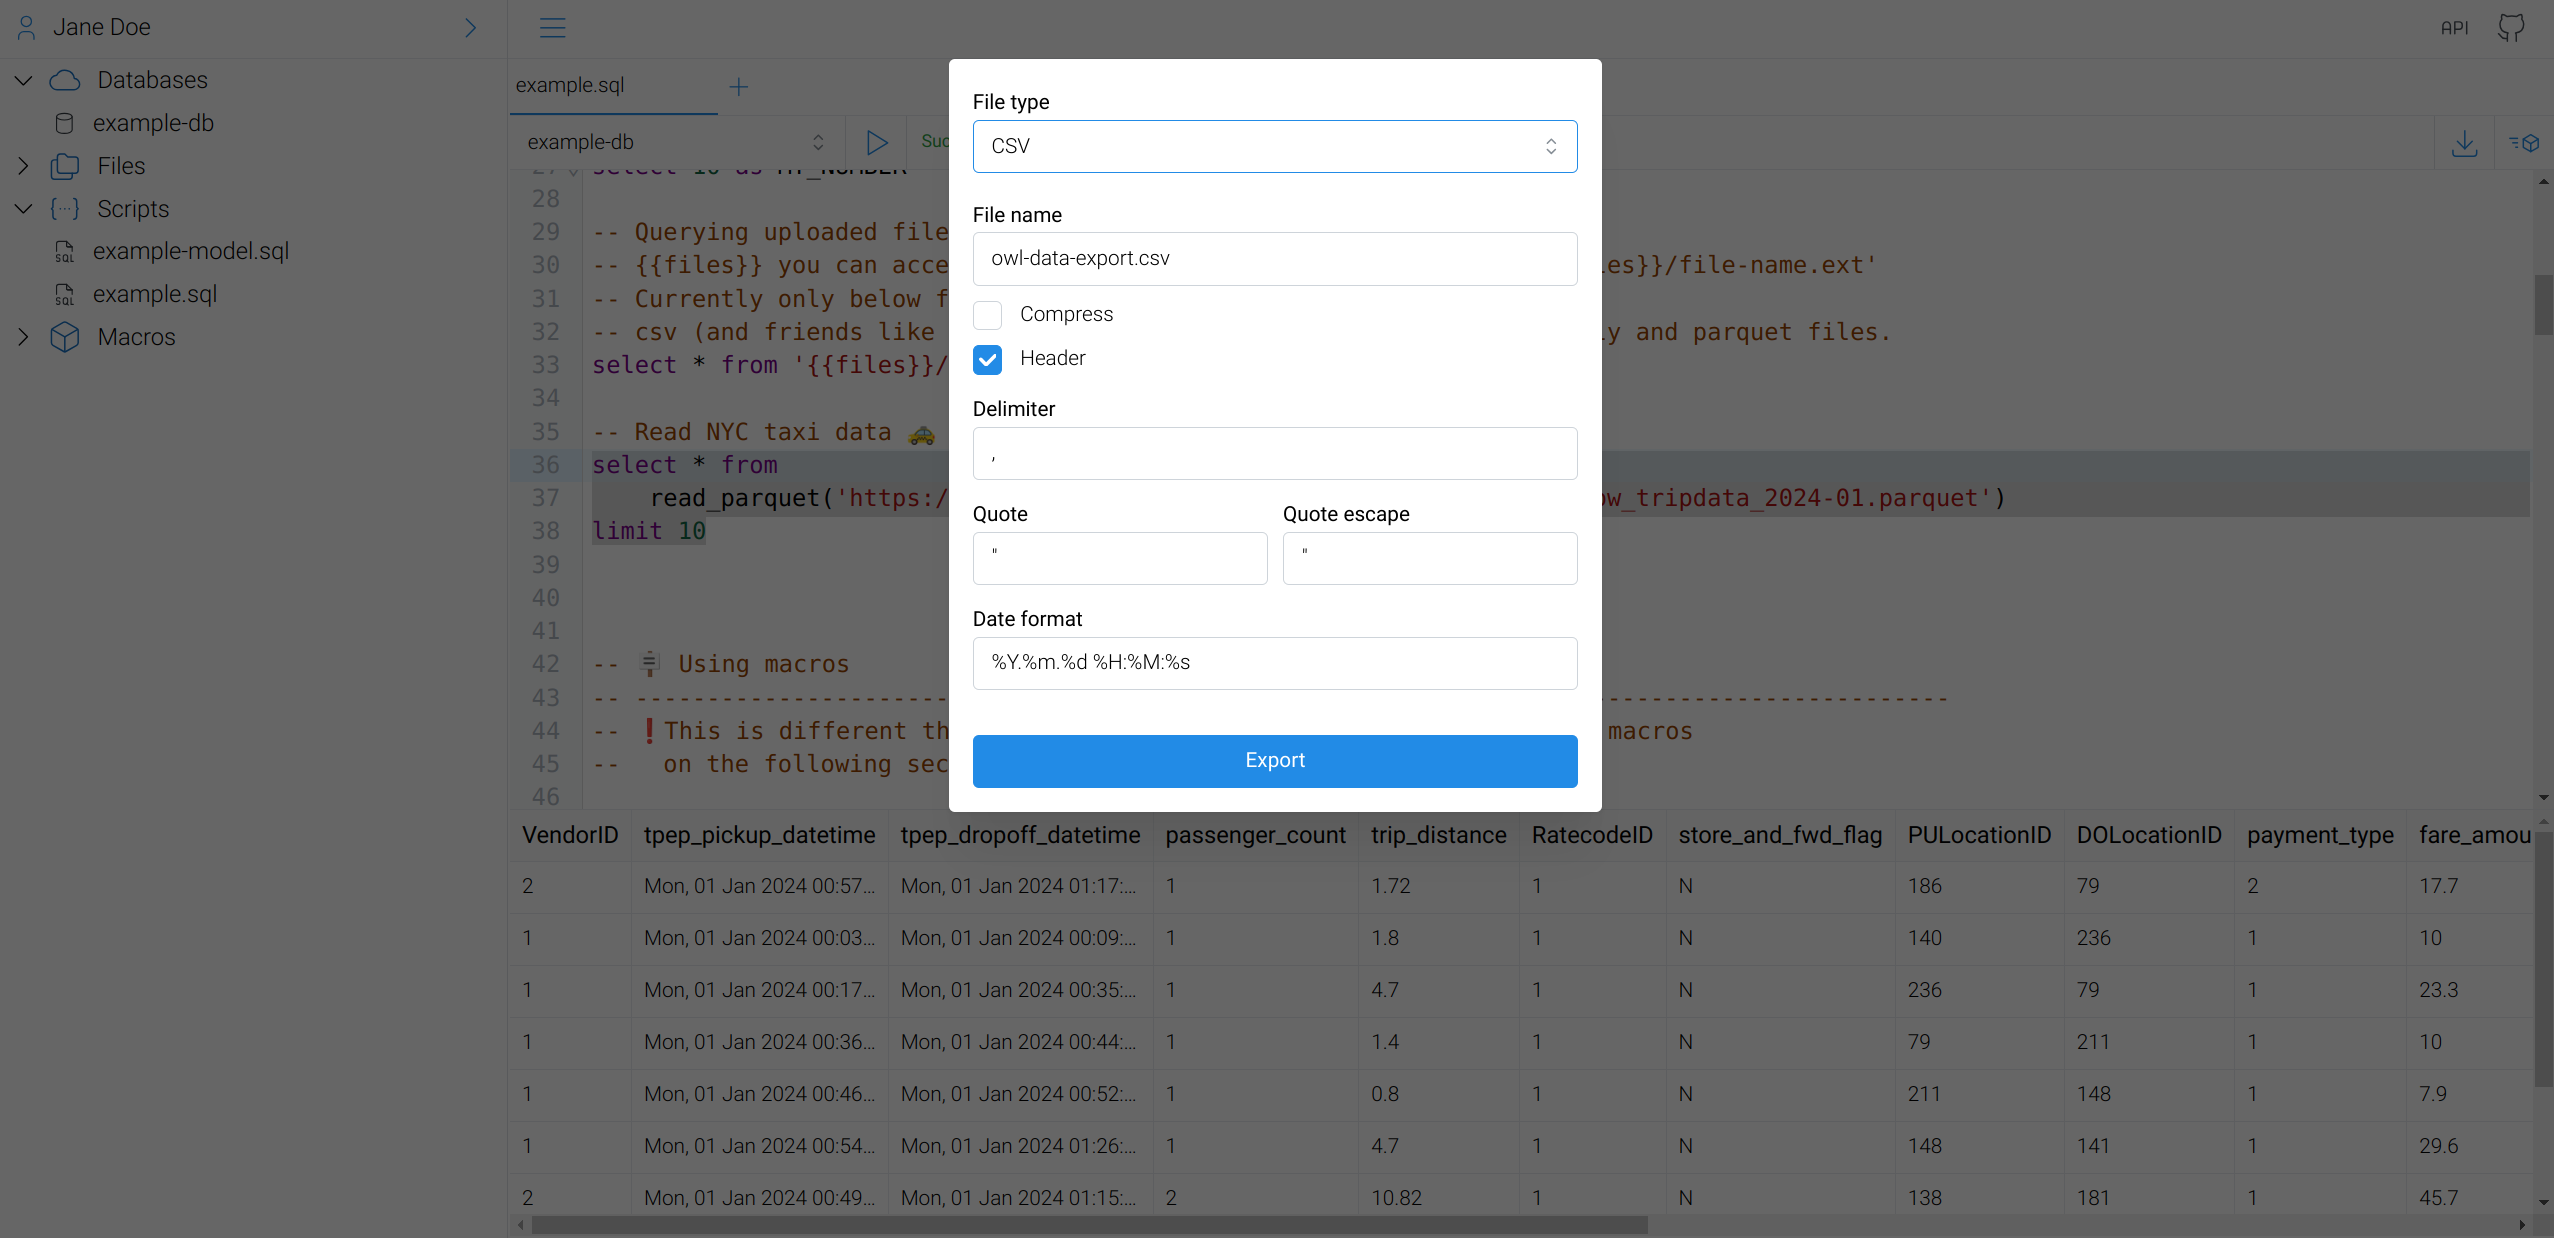 Jane Doe
API
Databases
example-db
Files
Scripts
example-model.sql
example.sql
Macros
example.sql
example-db
28
29 -- Querying uploaded file
30 -- {{files}} you can acce es}}/file-name.ext'
31 -- Currently only below f
32 -- csv (and friends like y and parquet files.
33 select * from '{{files}}/
34
35 -- Read NYC taxi data 🚕
36 select * from
37 read_parquet('https:/ ow_tripdata_2024-01.parquet')
38 limit 10
39
40
41
42 -- 🪧 Using macros
43 -- ---------------------- ------------------------
44 -- ❗This is different th macros
45 -- on the following sec
46
File type
CSV
File name
owl-data-export.csv
Compress
Header
Delimiter
,
Quote Quote escape
" "
Date format
%Y.%m.%d %H:%M:%s
Export
VendorID tpep_pickup_datetime tpep_dropoff_datetime passenger_count trip_distance RatecodeID store_and_fwd_flag PULocationID DOLocationID payment_type fare_amou
2 Mon, 01 Jan 2024 00:57... Mon, 01 Jan 2024 01:17:... 1 1.72 1 N 186 79 2 17.7
1 Mon, 01 Jan 2024 00:03... Mon, 01 Jan 2024 00:09:... 1 1.8 1 N 140 236 1 10
1 Mon, 01 Jan 2024 00:17... Mon, 01 Jan 2024 00:35:... 1 4.7 1 N 236 79 1 23.3
1 Mon, 01 Jan 2024 00:36... Mon, 01 Jan 2024 00:44:... 1 1.4 1 N 79 211 1 10
1 Mon, 01 Jan 2024 00:46... Mon, 01 Jan 2024 00:52:... 1 0.8 1 N 211 148 1 7.9
1 Mon, 01 Jan 2024 00:54... Mon, 01 Jan 2024 01:26:... 1 4.7 1 N 148 141 1 29.6
2 Mon, 01 Jan 2024 00:49... Mon, 01 Jan 2024 01:15:... 2 10.82 1 N 138 181 1 45.7